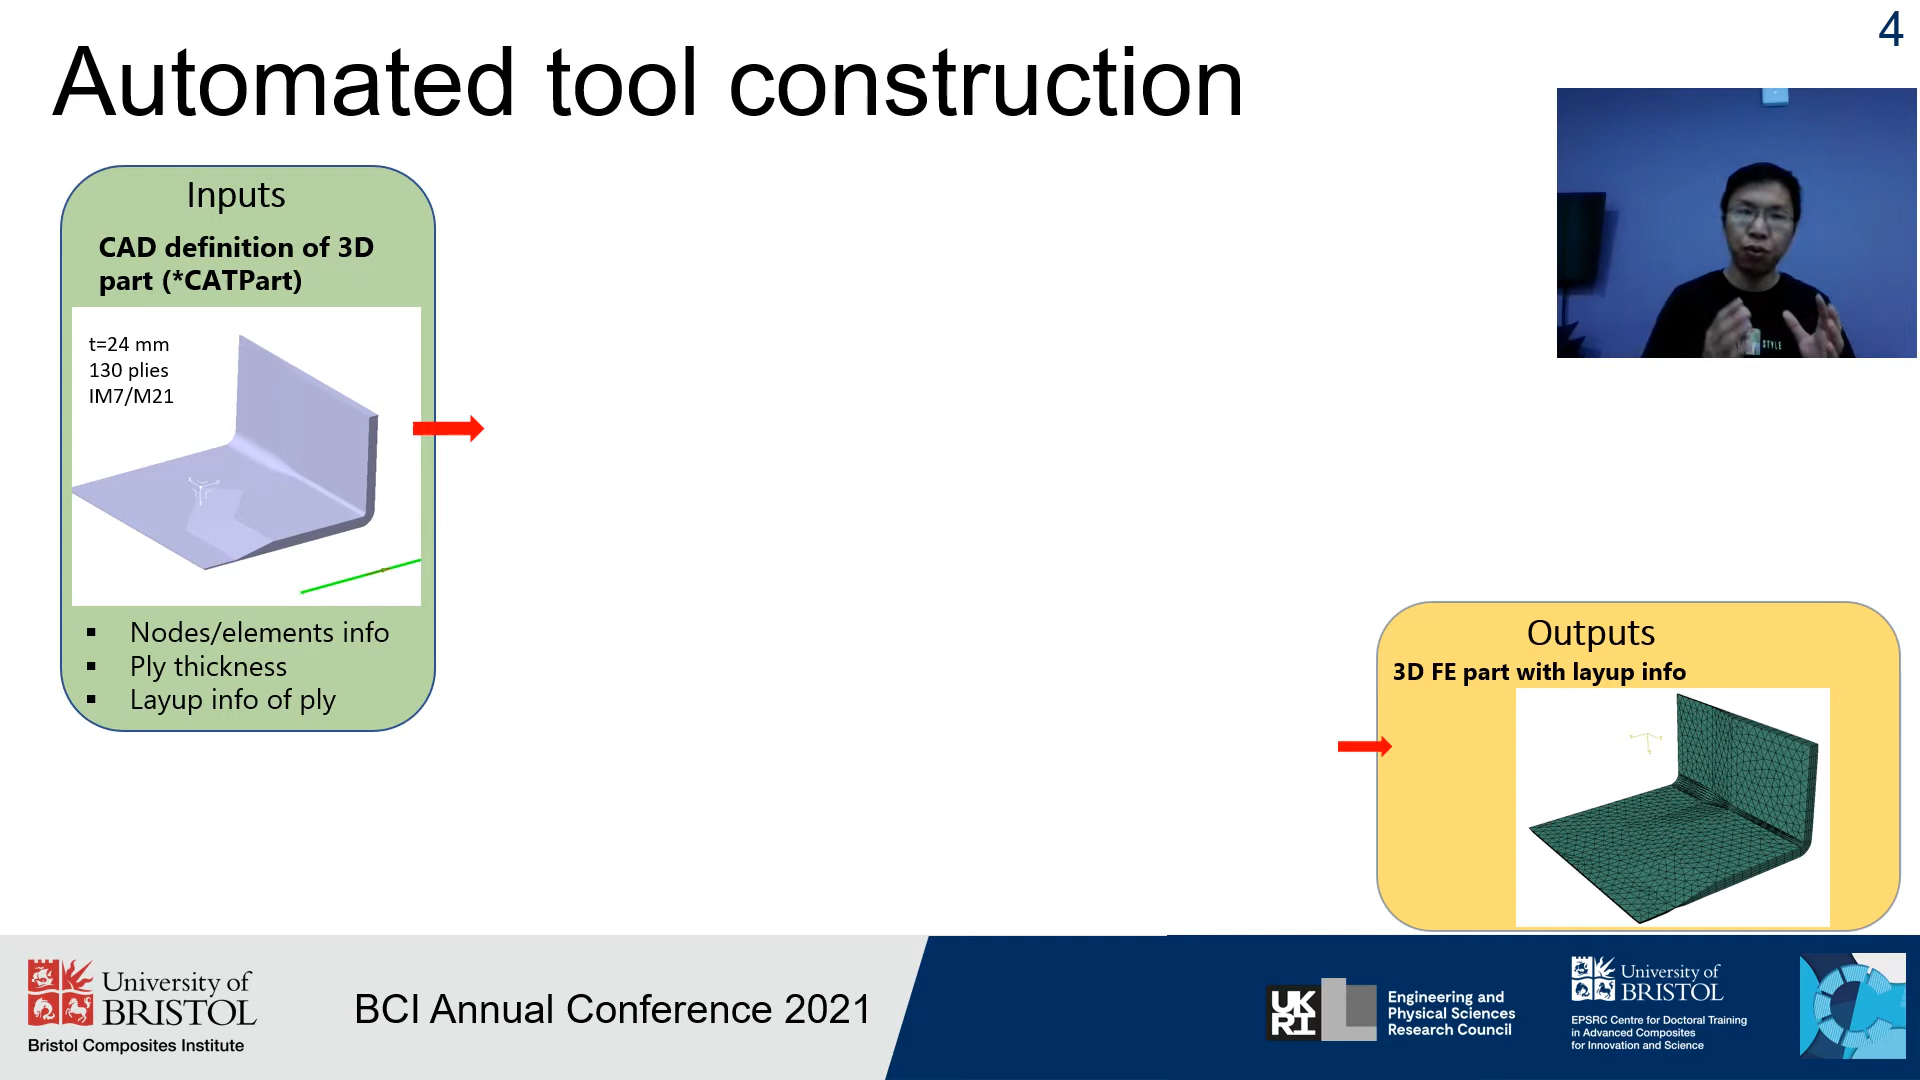 4
Automated tool construction
Inputs
CAD definition of 3D
part (*CATPart)
t=24 mm
130 plies
IM7/M21
▪ Nodes/elements info
▪ Ply thickness
▪ Layup info of ply
STYLE
Outputs
3D FE part with layup info
University of
BRISTOL
Bristol Composites Institute
BCI Annual Conference 2021
UK
RI
Engineering and
Physical Sciences
Research Council
University of
BRISTOL
EPSRC Centre for Doctoral Training
in Advanced Composites
for Innovation and Science